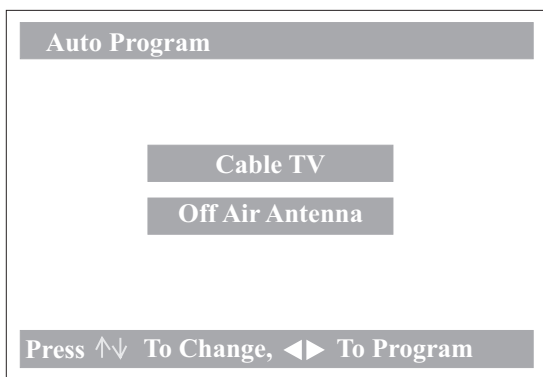 Auto Program
Cable TV
Off Air Antenna
Press ↑↓ To Change, ◀▶ To Program